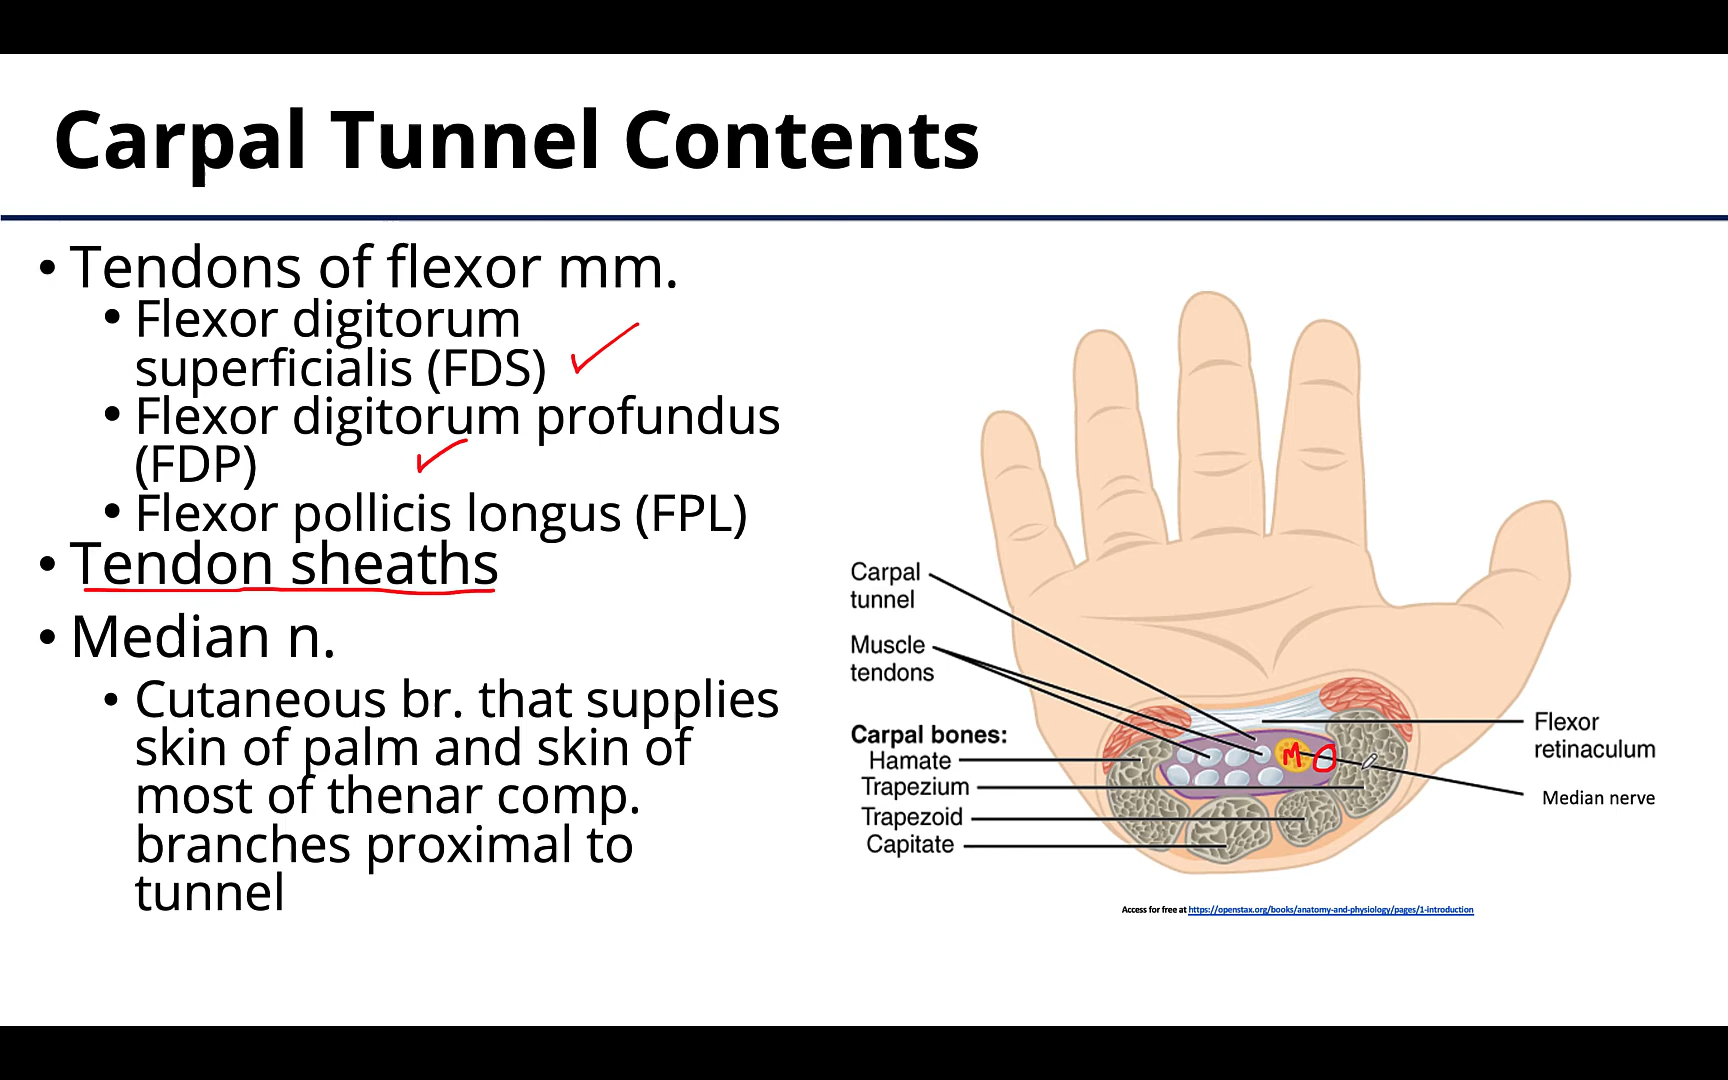 Carpal Tunnel Contents
• Tendons of flexor mm.
• Flexor digitorum
superficialis (FDS)
• Flexor digitorum profundus
(FDP)
• Flexor pollicis longus (FPL)
• Tendon sheaths
• Median n.
• Cutaneous br. that supplies
skin of palm and skin of
most of thenar comp.
branches proximal to
tunnel
Carpal
tunnel
Muscle
tendons
Carpal bones:
Hamate
Trapezium
Trapezoid
Capitate
M
Flexor
retinaculum
Median nerve
Access for free at https://openstax.org/books/anatomy-and-physiology/pages/1-introduction